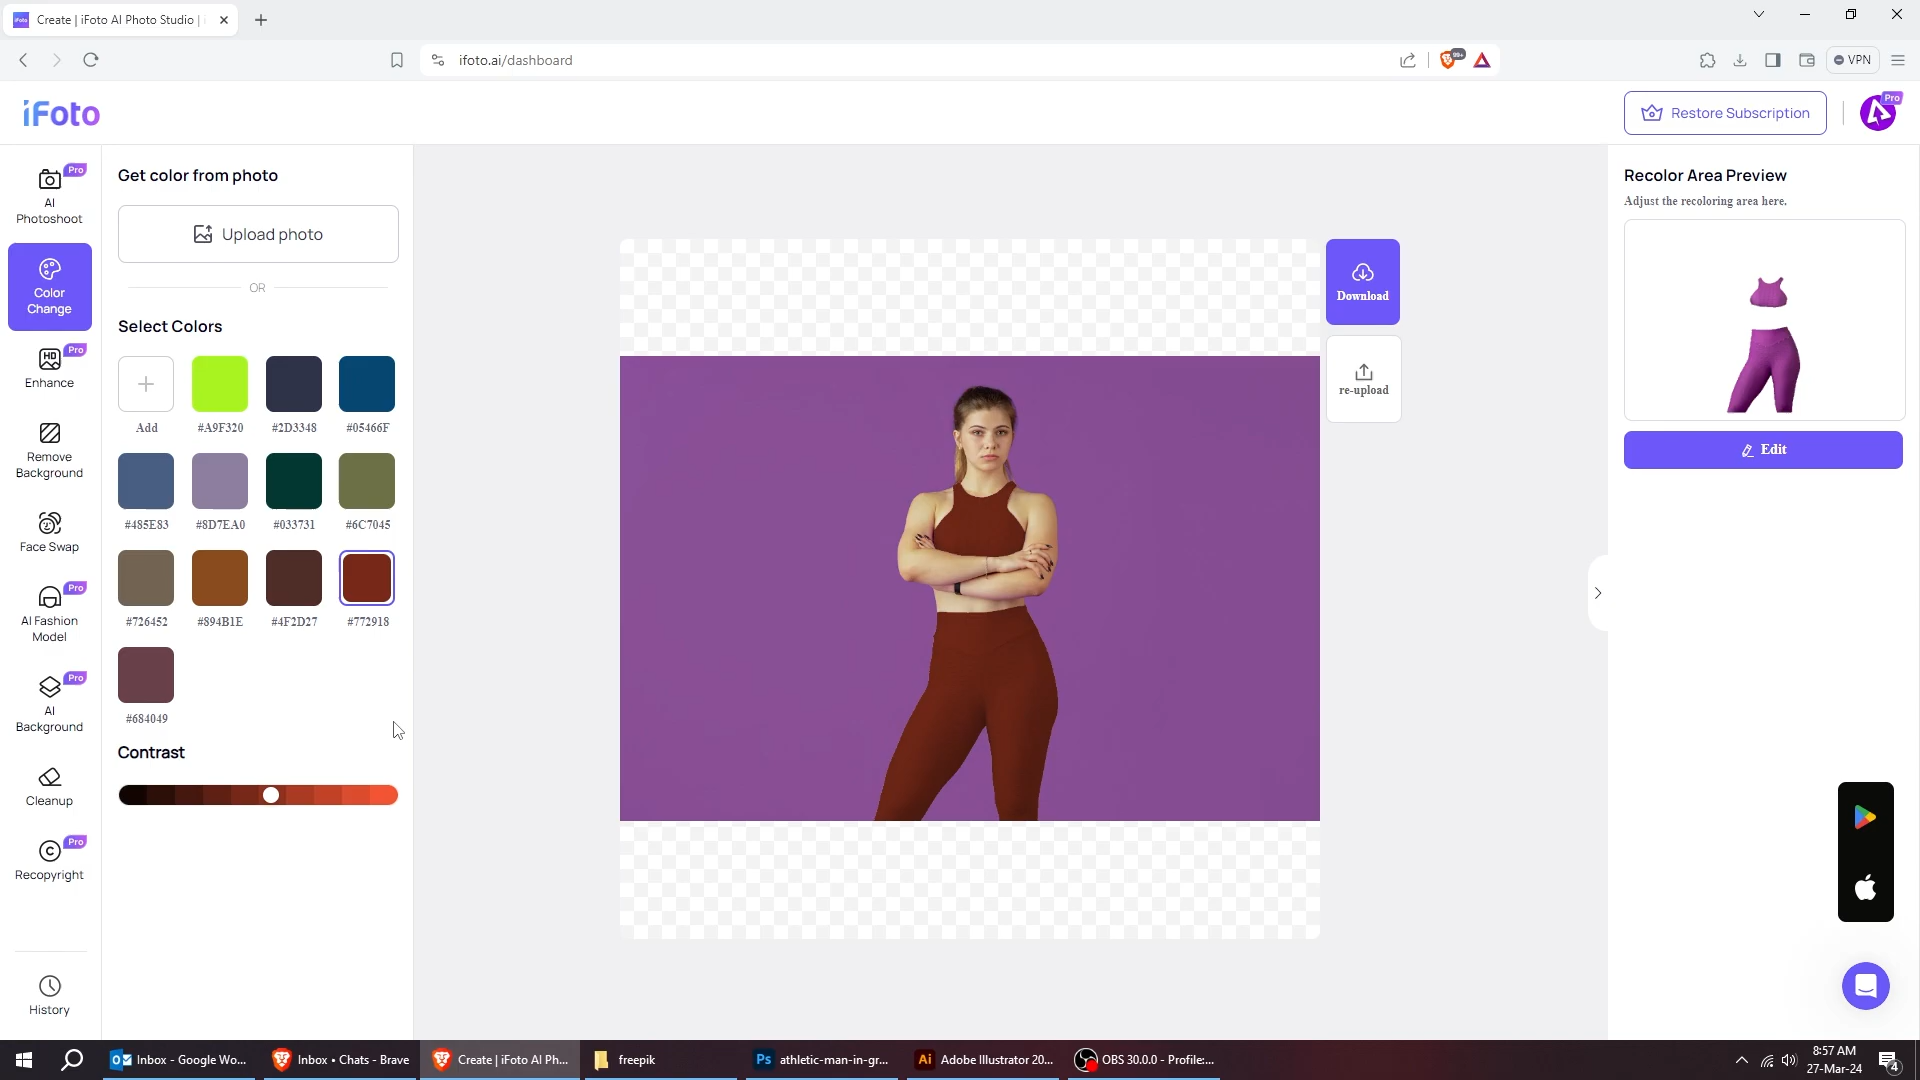 Create | iFoto AI Photo Studio |
ifoto.ai/dashboard
99+
VPN
iFoto
Restore Subscription
Pro
Pro
AI
Photoshoot
Color
Change
Pro
HD
Enhance
Remove
Background
Face Swap
Pro
AI Fashion
Model
Pro
AI
Background
Cleanup
Pro
Recopyright
History
Get color from photo
Upload photo
OR
Select Colors
Add
#A9F320
#2D3348
#05466F
#485E83
#8D7EA0
#033731
#6C7045
#726452
#894B1E
#4F2D27
#772918
#684049
Contrast
Download
re-upload
Recolor Area Preview
Adjust the recoloring area here.
Edit
Inbox - Google Wo...
Inbox • Chats - Brave
Create | iFoto AI Ph...
freepik
Ps
athletic-man-in-gr...
Ai
Adobe Illustrator 20...
OBS 30.0.0 - Profile:...
8:57 AM
27-Mar-24
4